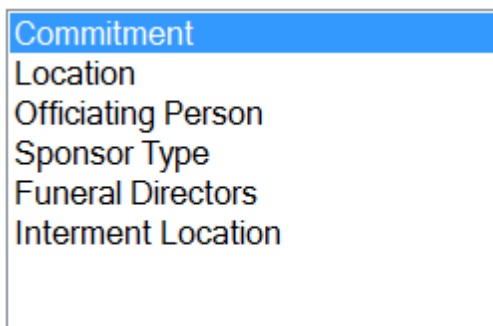 Commitment
Location
Officiating Person
Sponsor Type
Funeral Directors
Interment Location